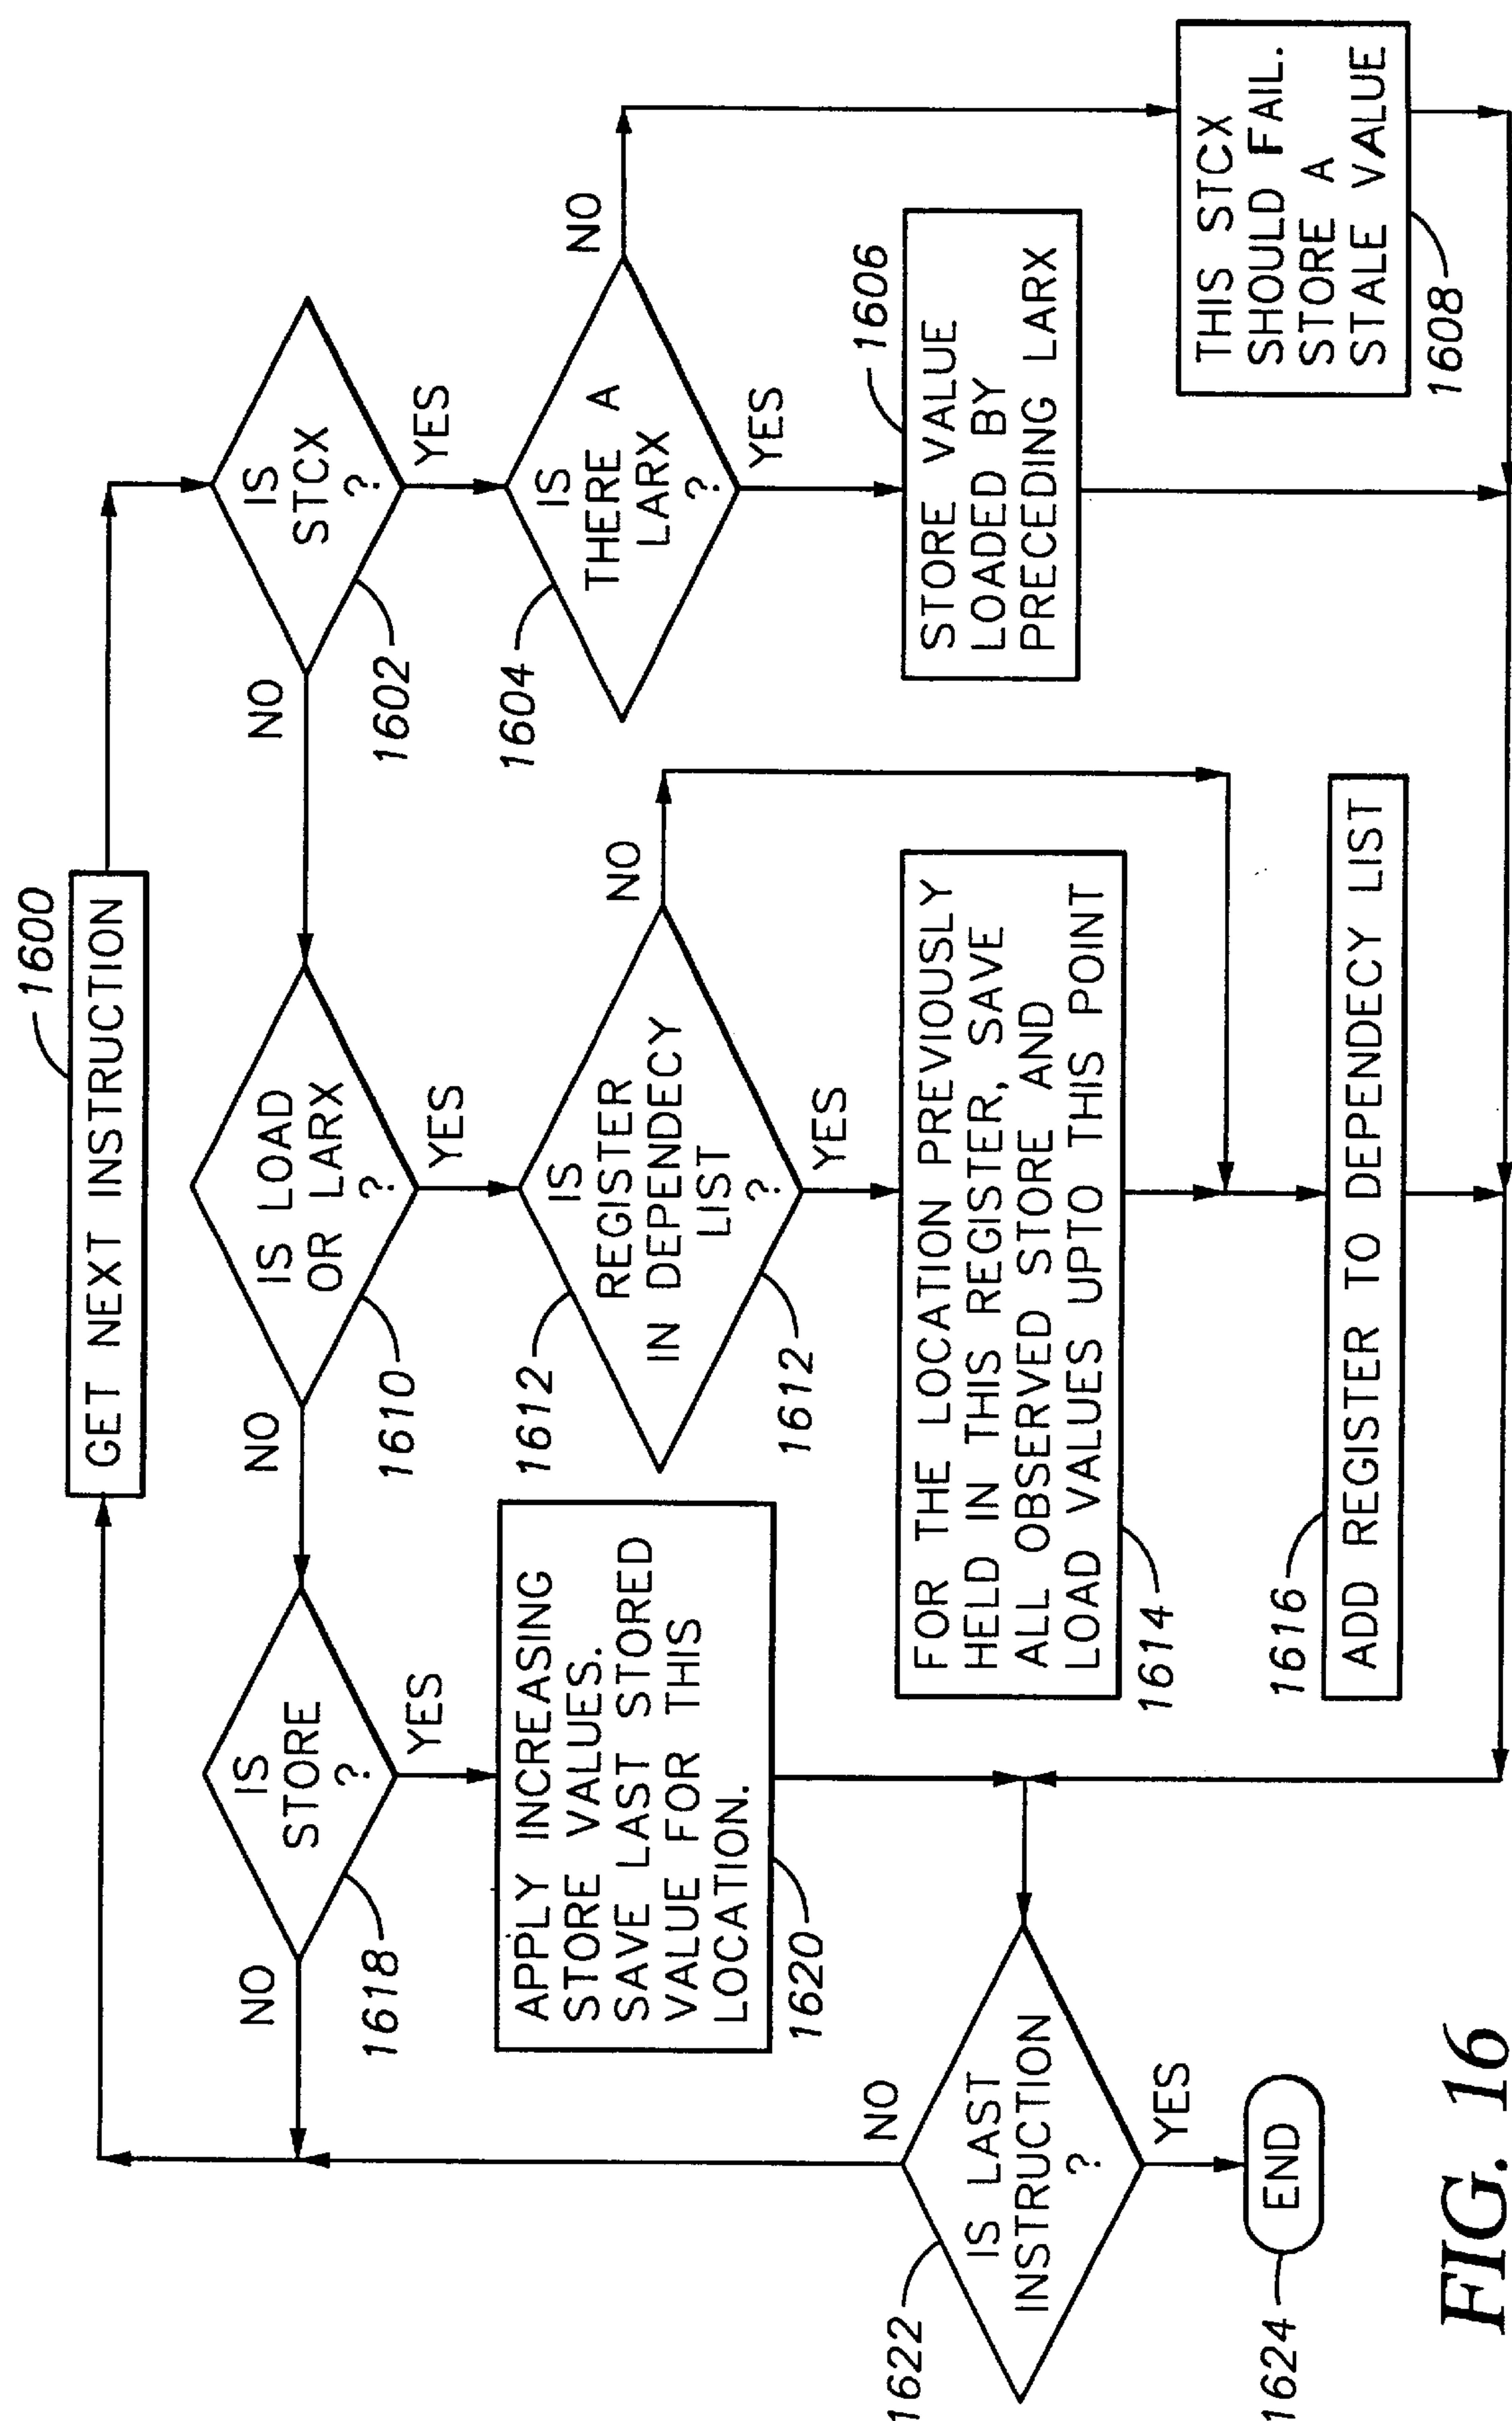 1600
GET NEXT INSTRUCTION
IS
STCX
?
NO
YES
1602
IS
THERE A
LARX
?
NO
YES
1604
STORE VALUE
LOADED BY
PRECEDING LARX
1606
THIS STCX
SHOULD FAIL.
STORE A
STALE VALUE
1608
IS LOAD
OR LARX
?
NO
YES
1610
IS
REGISTER
IN DEPENDECY
LIST
?
NO
YES
1612
1612
FOR THE LOCATION PREVIOUSLY
HELD IN THIS REGISTER, SAVE
ALL OBSERVED STORE AND
LOAD VALUES UPTO THIS POINT
1614
ADD REGISTER TO DEPENDECY LIST
1616
IS
STORE
?
NO
YES
1618
APPLY INCREASING
STORE VALUES.
SAVE LAST STORED
VALUE FOR THIS
LOCATION.
1620
IS LAST
INSTRUCTION
?
NO
YES
1622
END
1624
FIG. 16